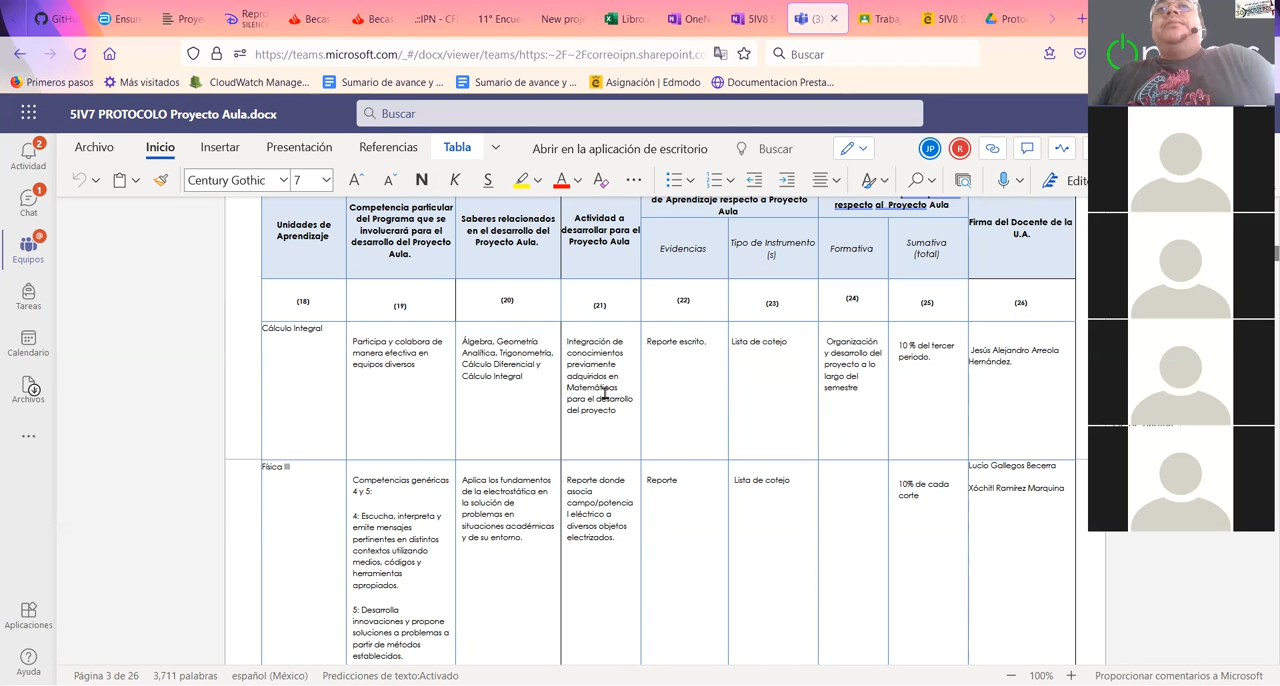 GitHu
Ensure
Proye
Repro
SILENC
Becas
Becas
.::IPN - CFI
11° Encue
New proj
Libro
OneN
5IV8
(3)
Traba
5IV8
Proto
https://teams.microsoft.com/_#/docx/viewer/teams/https:~2F~2Fcorreoipn.sharepoint.co
Buscar
Primeros pasos
Más visitados
CloudWatch Manage...
Sumario de avance y ...
Sumario de avance y ...
Asignación | Edmodo
Documentacion Presta...
5IV7 PROTOCOLO Proyecto Aula.docx
Buscar
Archivo
Inicio
Insertar
Presentación
Referencias
Tabla
Abrir en la aplicación de escritorio
Buscar
JP
R
Century Gothic
7
N
K
S
Edit
2
Actividad
1
Chat
Equipos
Tareas
Calendario
Archivos
Aplicaciones
Ayuda
Unidades de
Aprendizaje
Competencia particular
del Programa que se
involucrará para el
desarrollo del Proyecto
Aula.
Saberes relacionados
en el desarrollo del
Proyecto Aula.
Actividad a
desarrollar para el
Proyecto Aula
de Aprendizaje respecto a Proyecto
Aula
Evidencias
Tipo de Instrumento
(s)
respecto al Proyecto Aula
Formativa
Sumativa
(total)
Firma del Docente de la
U.A.
(18)
(19)
(20)
(21)
(22)
(23)
(24)
(25)
(26)
Cálculo Integral
Participa y colabora de
manera efectiva en
equipos diversos
Álgebra, Geometría
Analítica, Trigonometría,
Cálculo Diferencial y
Cálculo Integral
Integración de
conocimientos
previamente
adquiridos en
Matemáticas
para el desarrollo
del proyecto
Reporte escrito.
Lista de cotejo
Organización
y desarrollo del
proyecto a lo
largo del
semestre
10 % del tercer
periodo.
Jesús Alejandro Arreola
Hernández.
Física III
Competencias genéricas
4 y 5:
4: Escucha, interpreta y
emite mensajes
pertinentes en distintos
contextos utilizando
medios, códigos y
herramientas
apropiados.
5: Desarrolla
innovaciones y propone
soluciones a problemas a
partir de métodos
establecidos.
Aplica los fundamentos
de la electrostática en
la solución de
problemas en
situaciones académicas
y de su entorno.
Reporte donde
asocia
campo/potencia
l eléctrico a
diversos objetos
electrizados.
Reporte
Lista de cotejo
10% de cada
corte
Lucio Gallegos Becerra
Xóchitl Ramírez Marquina
Página 3 de 26
3,711 palabras
español (México)
Predicciones de texto:Activado
100%
Proporcionar comentarios a Microsoft